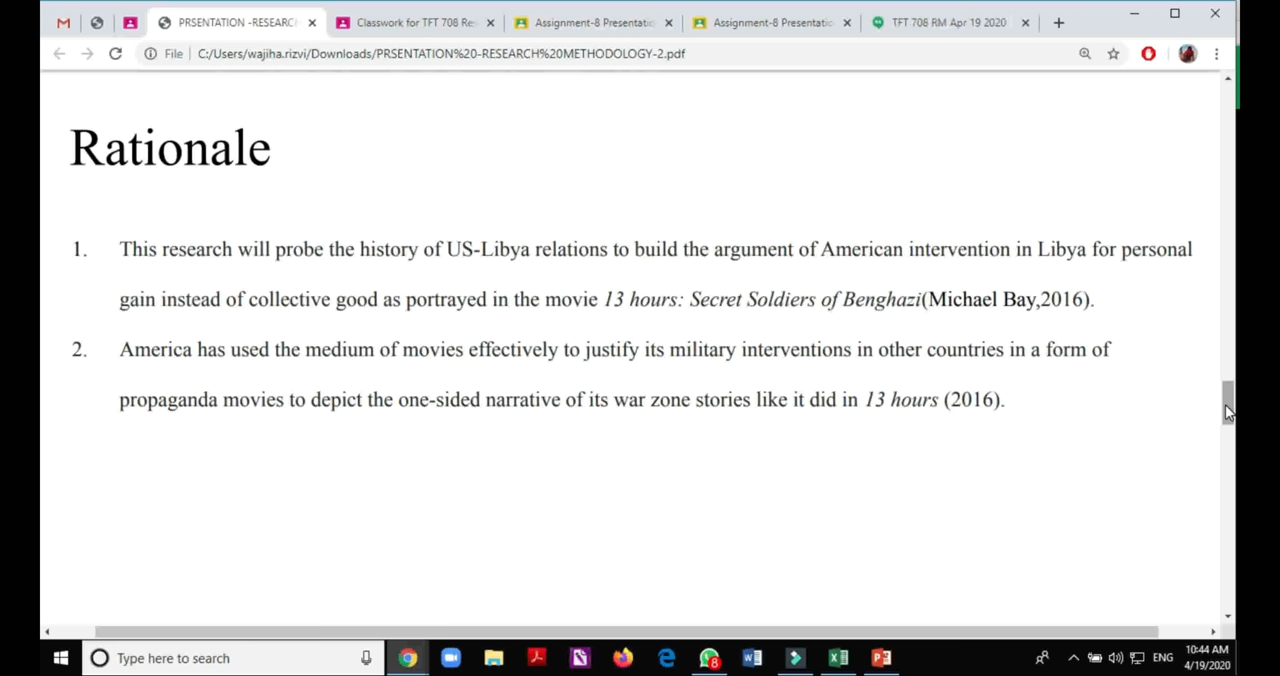 PRSENTATION -RESEARC
Classwork for TFT 708 Res
Assignment-8 Presentatio
Assignment-8 Presentatio
TFT 708 RM Apr 19 2020
File
C:/Users/wajiha.rizvi/Downloads/PRSENTATION%20-RESEARCH%20METHODOLOGY-2.pdf
Rationale
1. This research will probe the history of US-Libya relations to build the argument of American intervention in Libya for personal
gain instead of collective good as portrayed in the movie 13 hours: Secret Soldiers of Benghazi(Michael Bay,2016).
2. America has used the medium of movies effectively to justify its military interventions in other countries in a form of
propaganda movies to depict the one-sided narrative of its war zone stories like it did in 13 hours (2016).
Type here to search
8
ENG
10:44 AM
4/19/2020